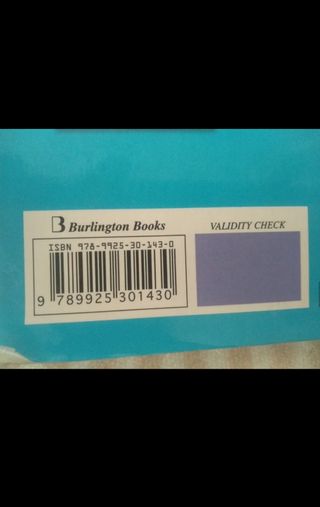 B Burlington Books
VALIDITY CHECK
ISBN 978-9925-30-143-0
9 789925 301430